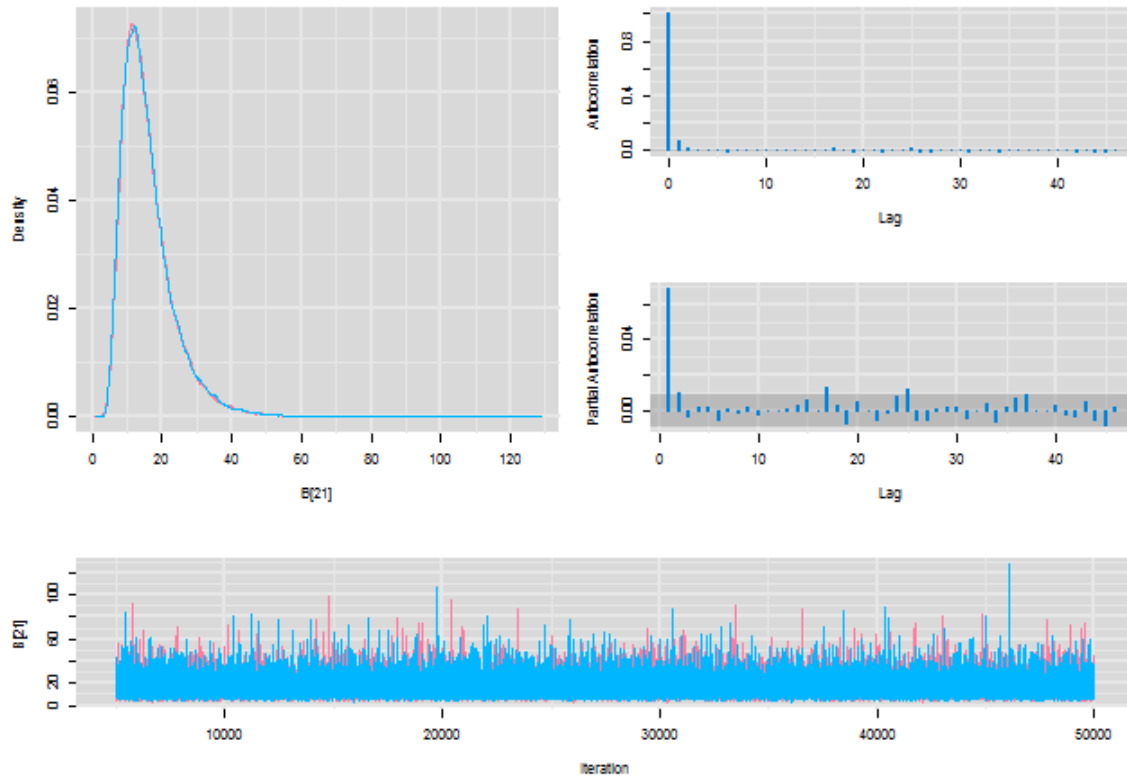 Density
0.00 0.02 0.04 0.06
0 20 40 60 80 100 120
B[21]
Autocorrelation
0.0 0.4 0.8
0 10 20 30 40
Lag
Partial Autocorrelation
0.00 0.04
0 10 20 30 40
Lag
B[21]
0 20 60 100
10000 20000 30000 40000 50000
Iteration